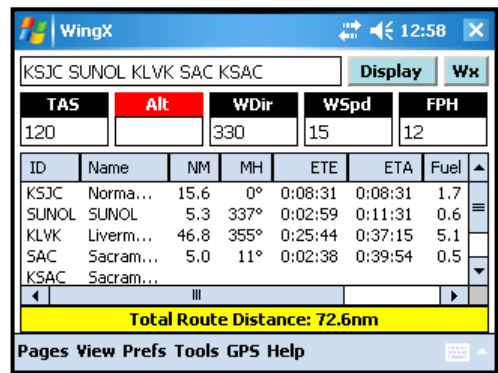 WingX 12:58
KSJC SUNOL KLVK SAC KSAC Display Wx
TAS Alt WDir WSpd FPH
120 330 15 12
ID Name NM MH ETE ETA Fuel
KSJC Norma... 15.6 0° 0:08:31 0:08:31 1.7
SUNOL SUNOL 5.3 337° 0:02:59 0:11:31 0.6
KLVK Liverm... 46.8 355° 0:25:44 0:37:15 5.1
SAC Sacram... 5.0 11° 0:02:38 0:39:54 0.5
KSAC Sacram...
Total Route Distance: 72.6nm
Pages View Prefs Tools GPS Help